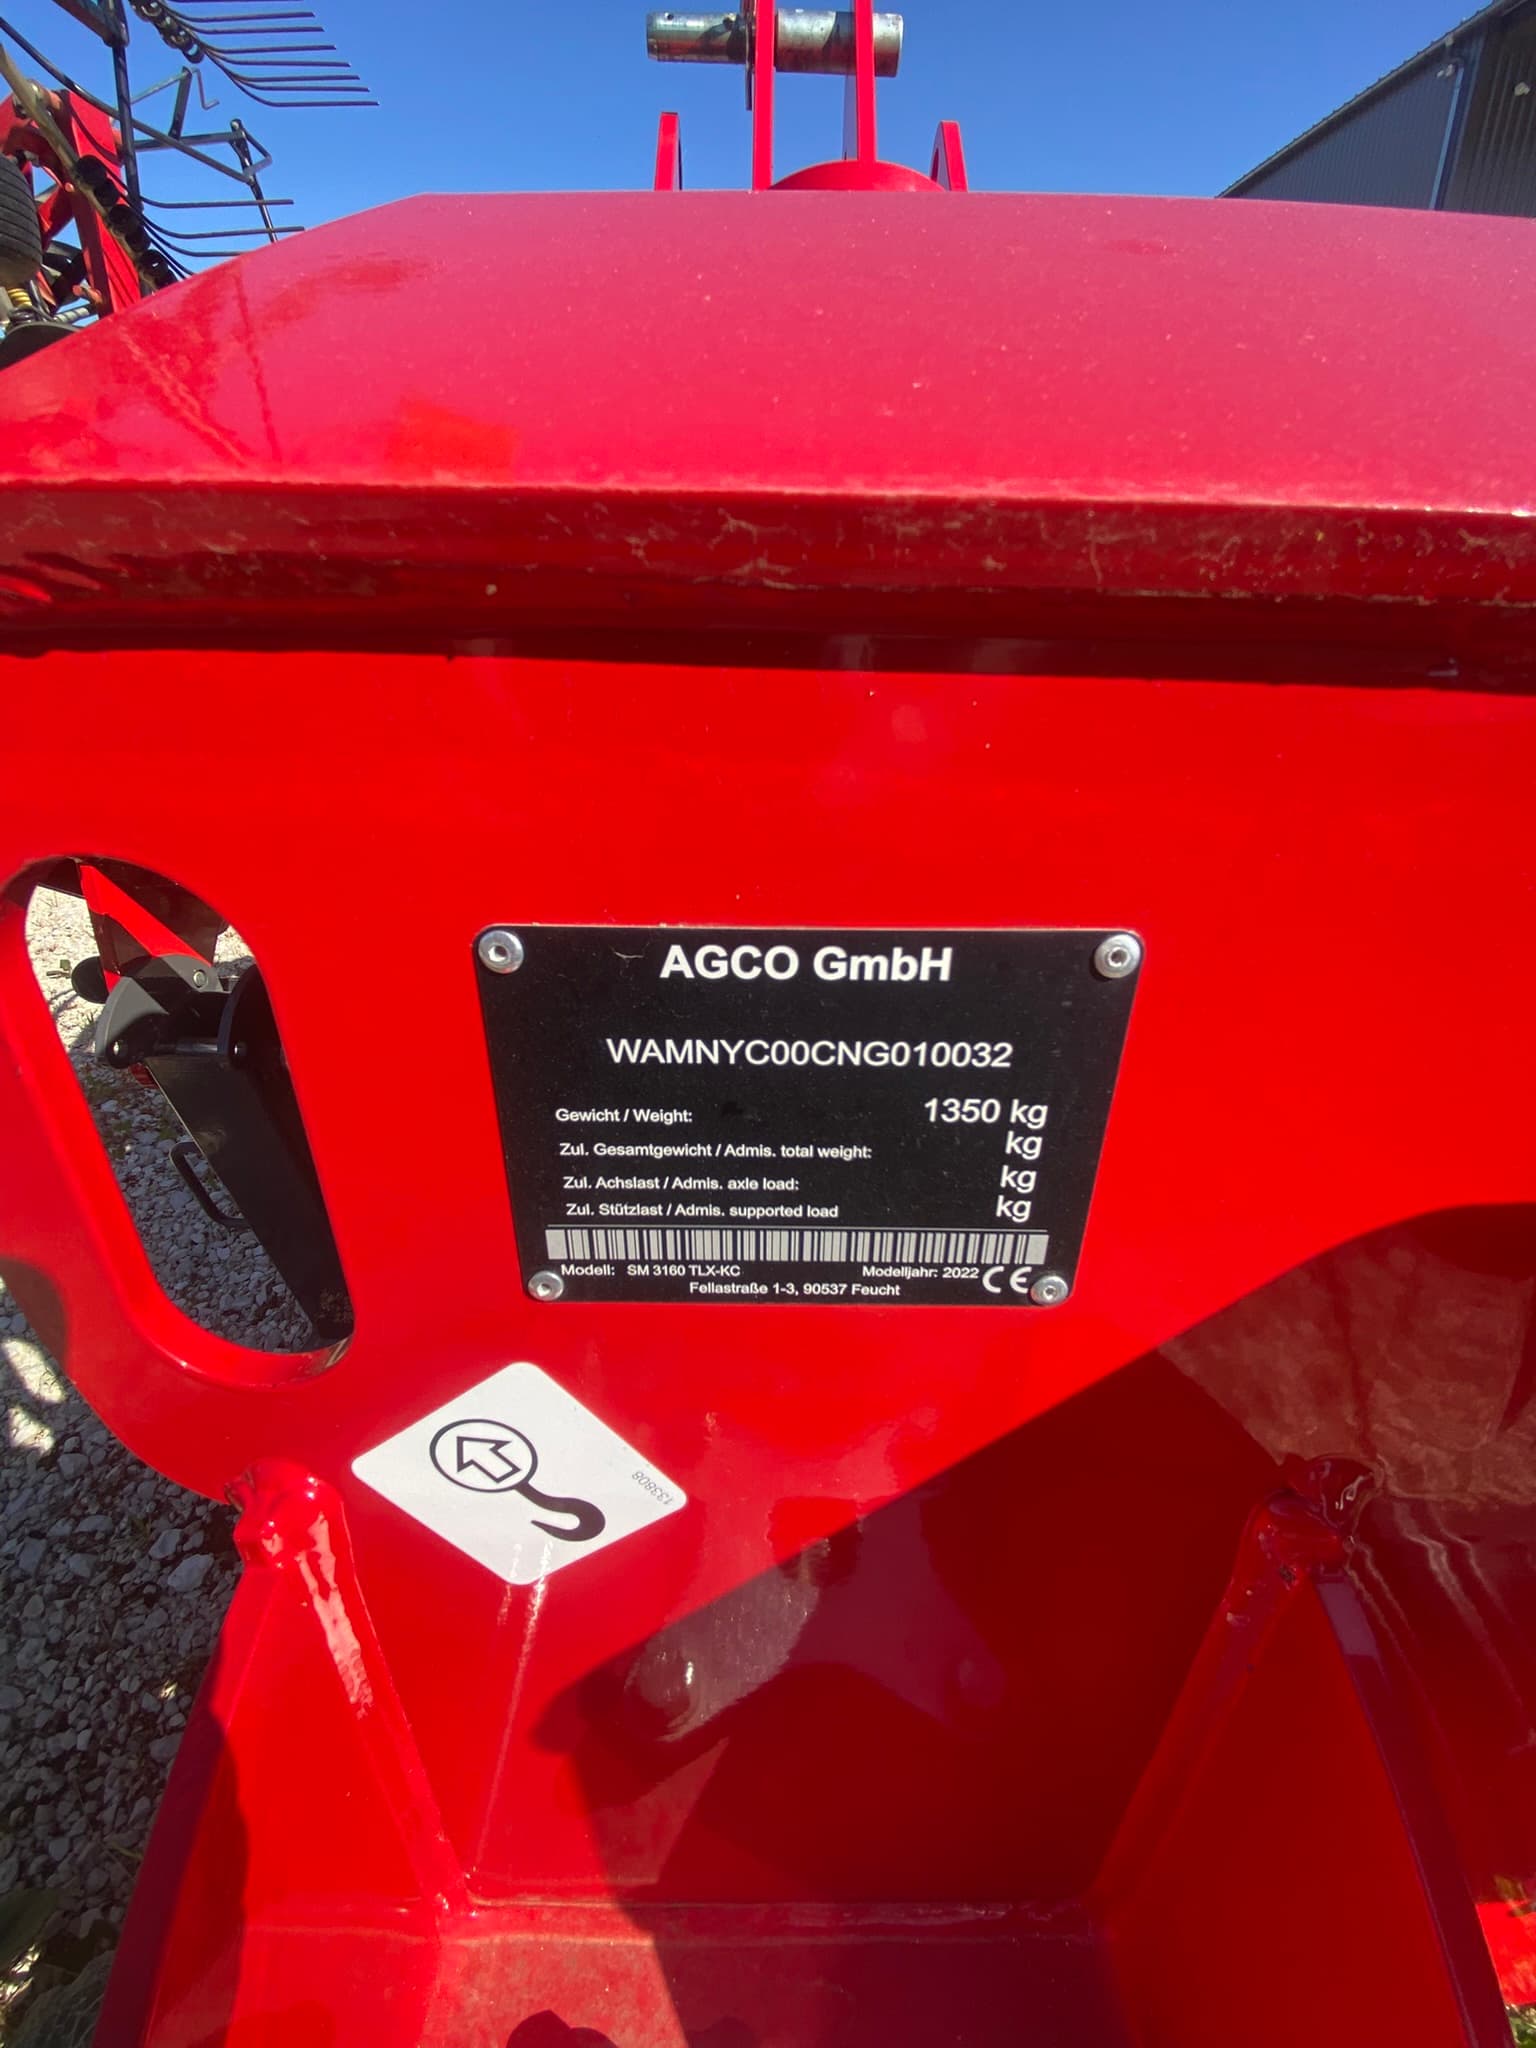 AGCO GmbH
WAMNYC00CNG010032
Gewicht / Weight: 1350 kg
Zul. Gesamtgewicht / Admis. total weight: kg
Zul. Achslast / Admis. axle load: kg
Zul. Stützlast / Admis. supported load kg
Modell: SM 3160 TLX-KC Modelljahr: 2022 CE
Fellastraße 1-3, 90537 Feucht
133808